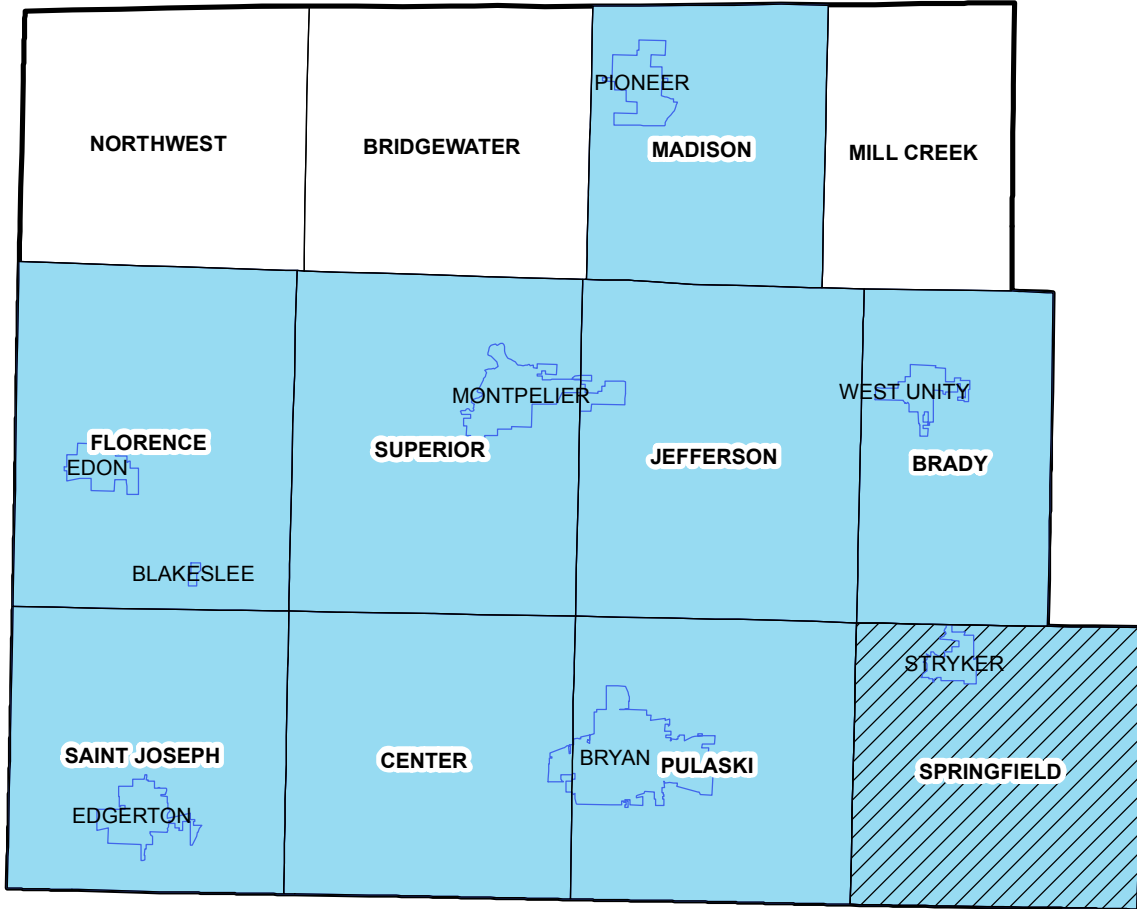 PIONEER
NORTHWEST
BRIDGEWATER
MADISON
MILL CREEK
MONTPELIER
WEST UNITY
FLORENCE
EDON
SUPERIOR
JEFFERSON
BRADY
BLAKESLEE
STRYKER
SAINT JOSEPH
CENTER
BRYAN
PULASKI
SPRINGFIELD
EDGERTON